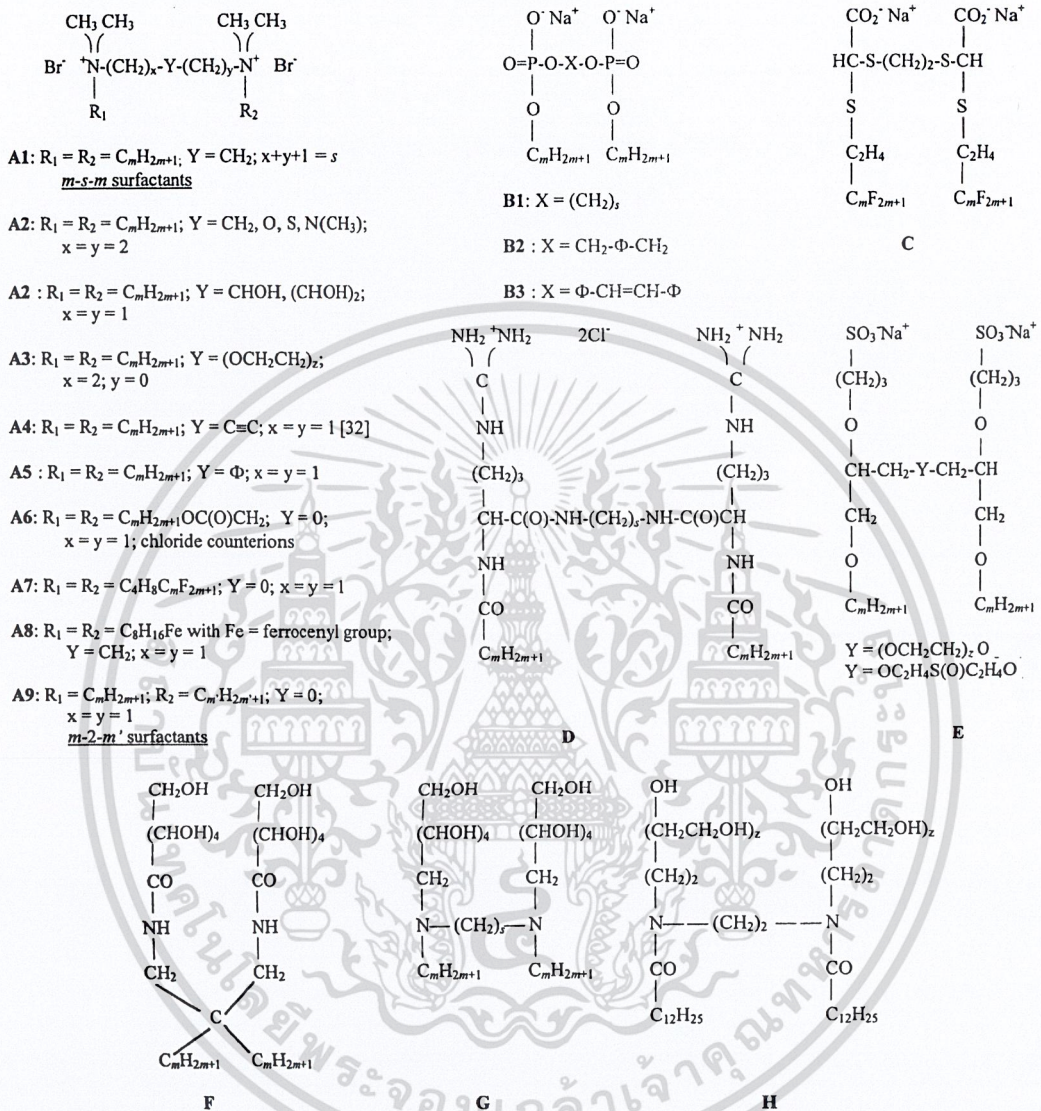 CH3 CH3 CH3 CH3
Br- +N-(CH2)x-Y-(CH2)y-N+ Br-
R1 R2
A1: R1 = R2 = CmH2m+1; Y = CH2; x+y+1 = s
m-s-m surfactants
A2: R1 = R2 = CmH2m+1; Y = CH2, O, S, N(CH3);
x = y = 2
A2 : R1 = R2 = CmH2m+1; Y = CHOH, (CHOH)2;
x = y = 1
A3: R1 = R2 = CmH2m+1; Y = (OCH2CH2)z;
x = 2; y = 0
A4: R1 = R2 = CmH2m+1; Y = C≡C; x = y = 1 [32]
A5 : R1 = R2 = CmH2m+1; Y = Φ; x = y = 1
A6: R1 = R2 = CmH2m+1OC(O)CH2; Y = 0;
x = y = 1; chloride counterions
A7: R1 = R2 = C4H8CmF2m+1; Y = 0; x = y = 1
A8: R1 = R2 = C8H16Fe with Fe = ferrocenyl group;
Y = CH2; x = y = 1
A9: R1 = CmH2m+1; R2 = Cm'H2m'+1; Y = 0;
x = y = 1
m-2-m' surfactants
O- Na+ O- Na+
O=P-O-X-O-P=O
O O
CmH2m+1 CmH2m+1
B1: X = (CH2)s
B2 : X = CH2-Φ-CH2
B3 : X = Φ-CH=CH-Φ
CO2- Na+ CO2- Na+
HC-S-(CH2)2-S-CH
S S
C2H4 C2H4
CmF2m+1 CmF2m+1
C
NH2 +NH2 2Cl- NH2 + NH2
C C
NH NH
(CH2)3 (CH2)3
CH-C(O)-NH-(CH2)s-NH-C(O)CH
NH NH
CO CO
CmH2m+1 CmH2m+1
D
SO3-Na+ SO3-Na+
(CH2)3 (CH2)3
O O
CH-CH2-Y-CH2-CH
CH2 CH2
O O
CmH2m+1 CmH2m+1
Y = (OCH2CH2)z O
Y = OC2H4S(O)C2H4O
E
CH2OH CH2OH
(CHOH)4 (CHOH)4
CO CO
NH NH
CH2 CH2
C
CmH2m+1 CmH2m+1
F
CH2OH CH2OH
(CHOH)4 (CHOH)4
CH2 CH2
N—(CH2)s—N
CmH2m+1 CmH2m+1
G
OH OH
(CH2CH2OH)z (CH2CH2OH)z
(CH2)2 (CH2)2
N———(CH2)2———N
CO CO
C12H25 C12H25
H